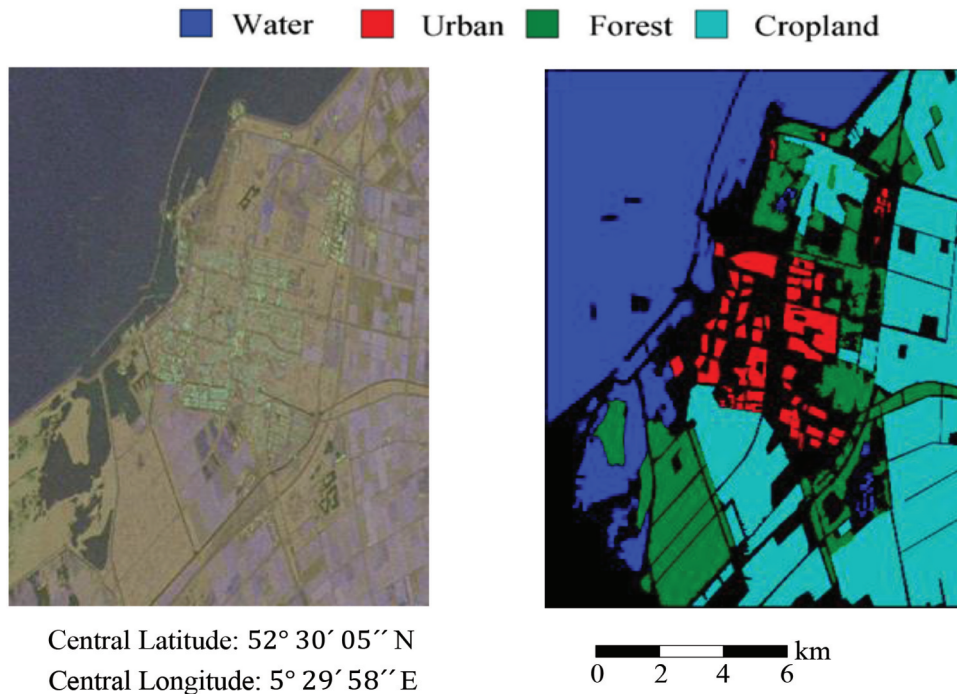 Water Urban Forest Cropland
Central Latitude: 52° 30′ 05′′ N
Central Longitude: 5° 29′ 58′′ E
0 2 4 6 km